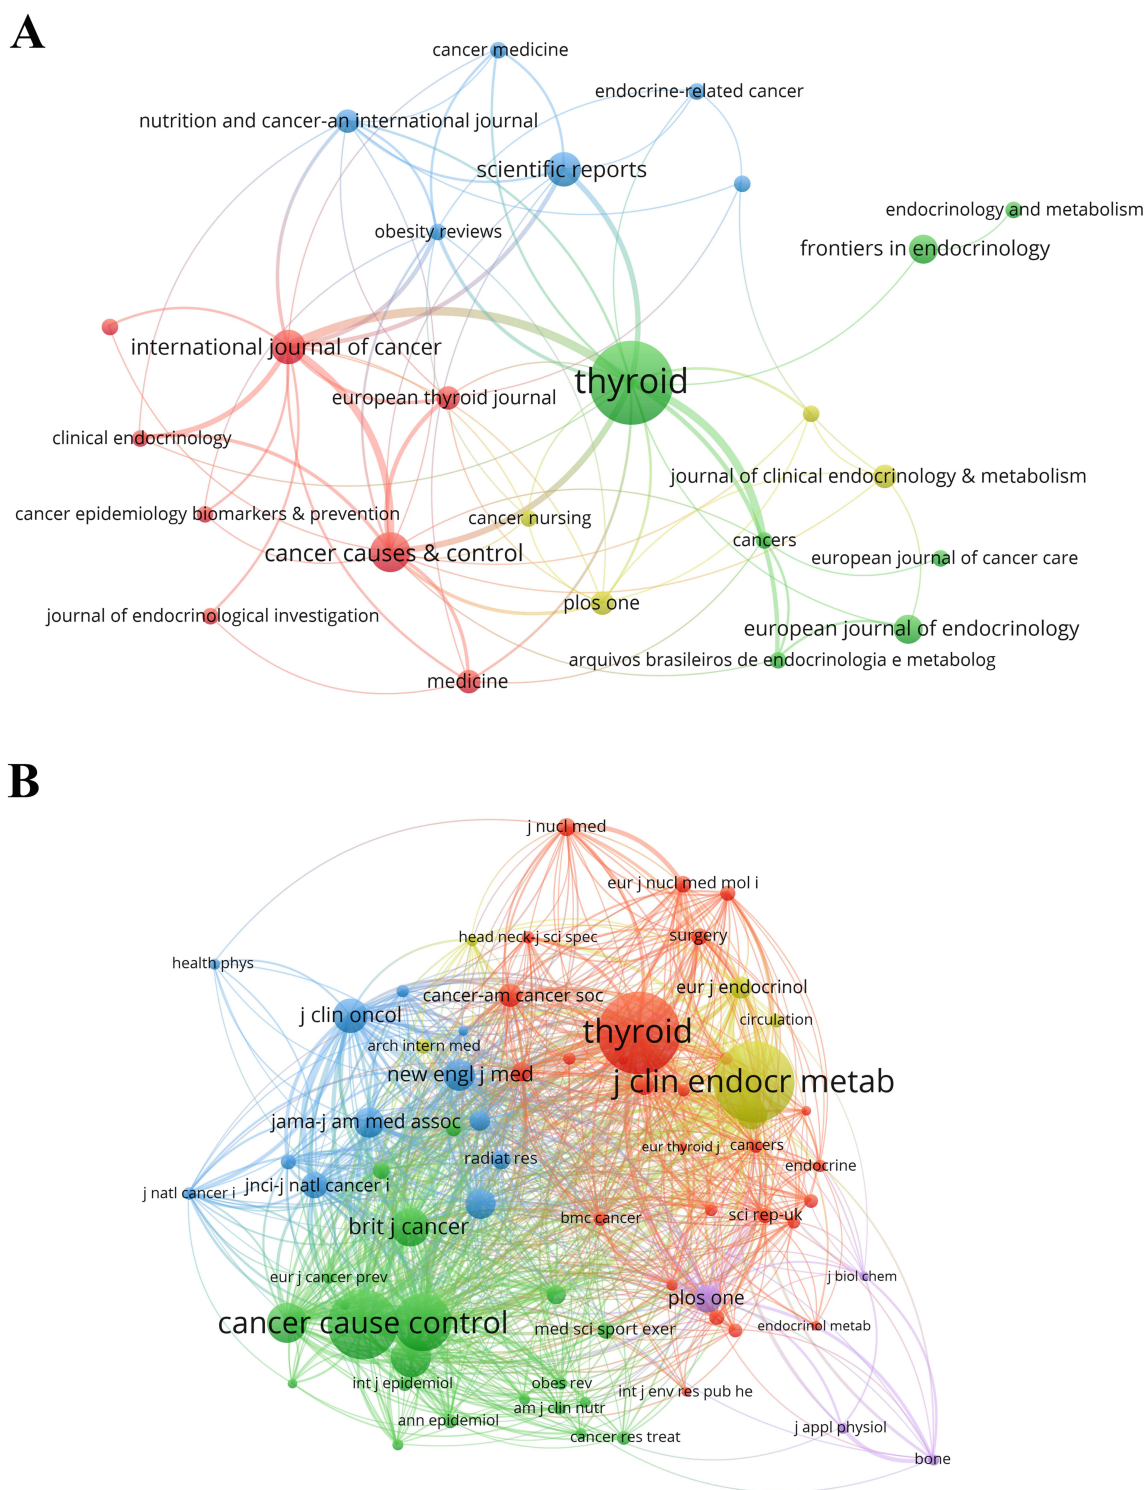 A
cancer medicine
endocrine-related cancer
nutrition and cancer-an international journal
scientific reports
endocrinology and metabolism
obesity reviews
frontiers in endocrinology
international journal of cancer
thyroid
european thyroid journal
clinical endocrinology
journal of clinical endocrinology & metabolism
cancer epidemiology biomarkers & prevention
cancer nursing
cancers
cancer causes & control
european journal of cancer care
plos one
journal of endocrinological investigation
european journal of endocrinology
arquivos brasileiros de endocrinologia e metabolog
medicine
B
j nucl med
eur j nucl med mol i
head neck-j sci spec
surgery
health phys
eur j endocrinol
cancer-am cancer soc
j clin oncol
circulation
thyroid
arch intern med
new engl j med
j clin endocr metab
jama-j am med assoc
eur thyroid j
cancers
radiat res
endocrine
j natl cancer i
jnci-j natl cancer i
bmc cancer
sci rep-uk
brit j cancer
eur j cancer prev
j biol chem
plos one
cancer cause control
med sci sport exer
endocrinol metab
int j epidemiol
obes rev
int j env res pub he
am j clin nutr
ann epidemiol
j appl physiol
cancer res treat
bone